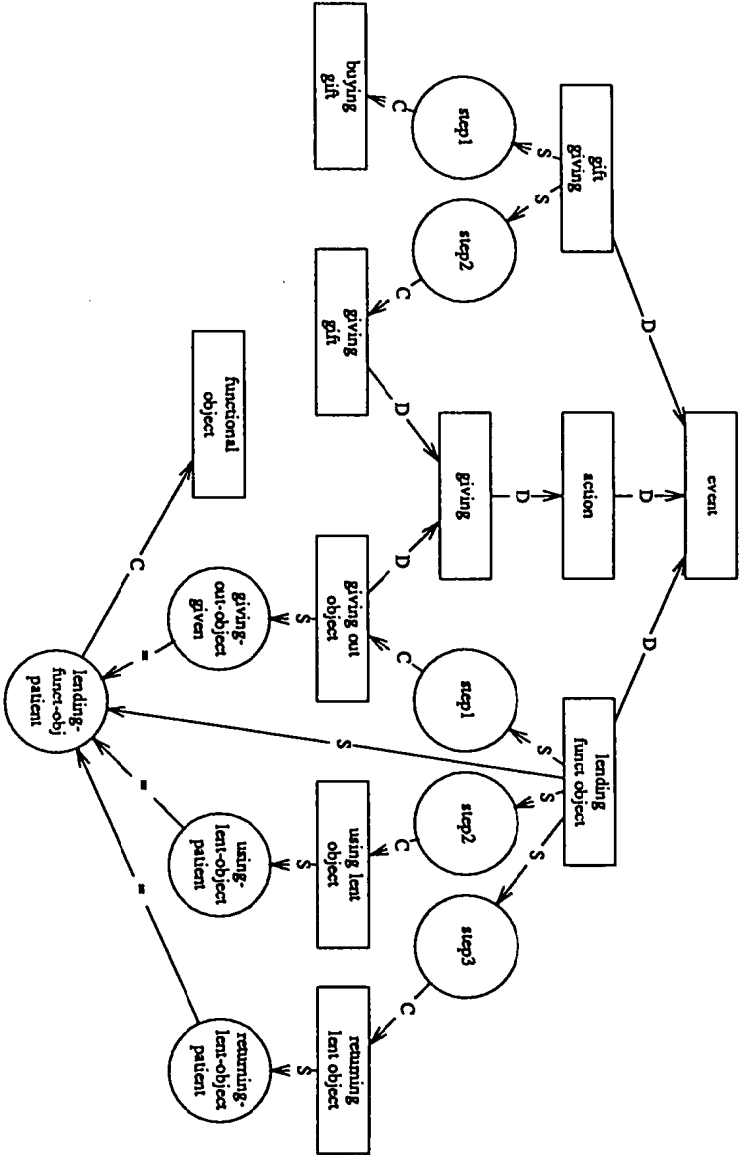 event
D
D
D
gift
giving
action
lending
funct object
S
S
D
S
S
S
S
step1
step2
giving
step1
step2
step3
C
C
D
D
C
C
C
buying
gift
giving
gift
giving out
object
using lent
object
returning
lent object
S
S
S
functional
object
giving-
out-object
given
using-
lent-object
patient
returning-
lent-object
patient
C
=
=
=
lending-
funct-obj
patient